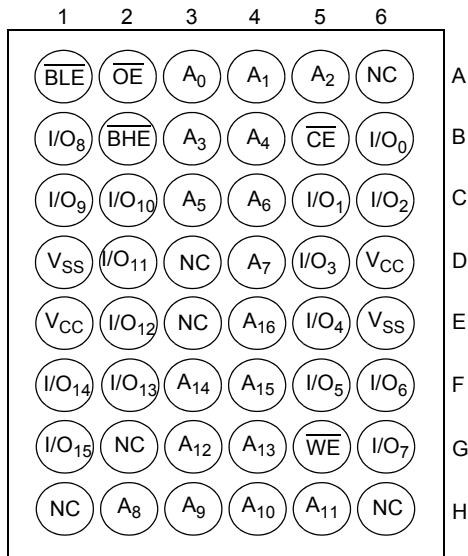 1 2 3 4 5 6
BLE OE A0 A1 A2 NC A
I/O8 BHE A3 A4 CE I/O0 B
I/O9 I/O10 A5 A6 I/O1 I/O2 C
VSS I/O11 NC A7 I/O3 VCC D
VCC I/O12 NC A16 I/O4 VSS E
I/O14 I/O13 A14 A15 I/O5 I/O6 F
I/O15 NC A12 A13 WE I/O7 G
NC A8 A9 A10 A11 NC H